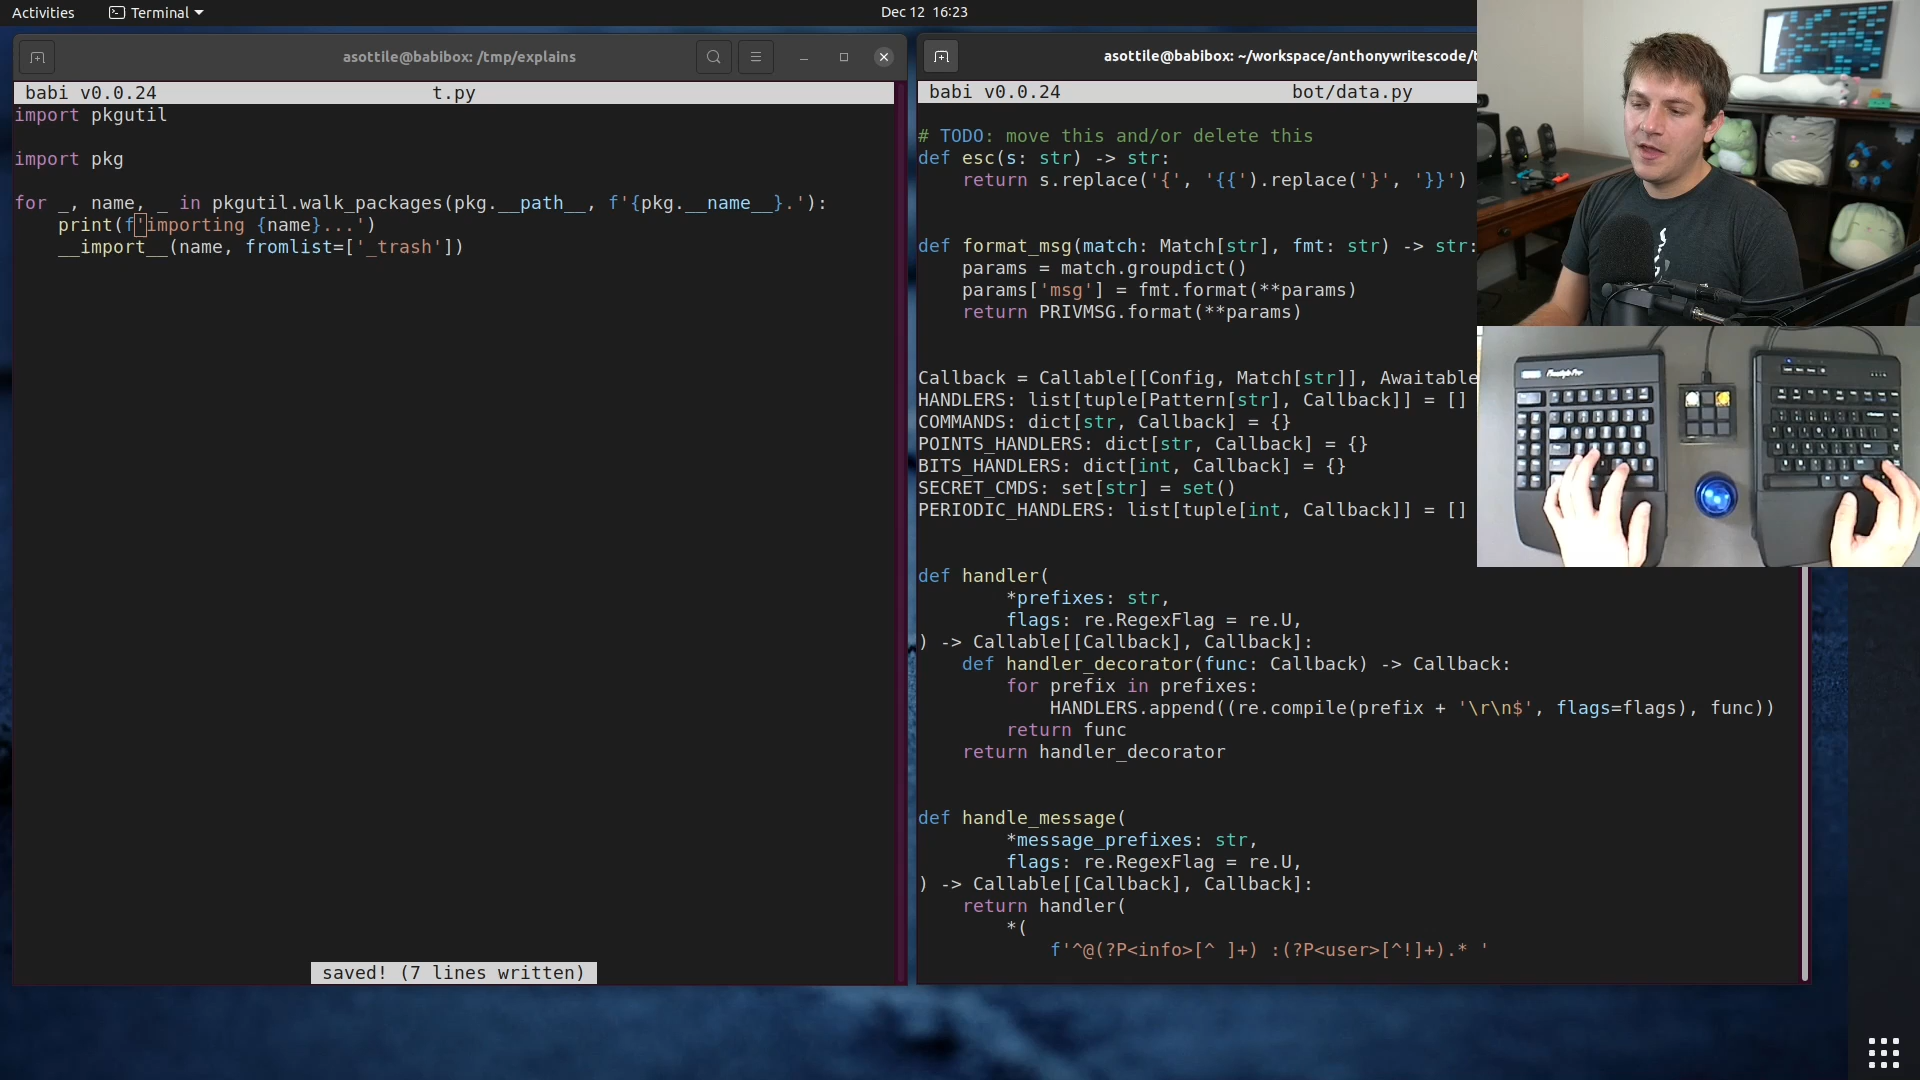 Activities
Terminal
Dec 12 16:23
asottile@babibox: /tmp/explains
babi v0.0.24 t.py
import pkgutil
import pkg
for _, name, _ in pkgutil.walk_packages(pkg.__path__, f'{pkg.__name__}.'):
    print(f'importing {name}...')
    __import__(name, fromlist=['_trash'])
saved! (7 lines written)
asottile@babibox: ~/workspace/anthonywritescode/t
babi v0.0.24 bot/data.py
# TODO: move this and/or delete this
def esc(s: str) -> str:
    return s.replace('{', '{{').replace('}', '}}')
def format_msg(match: Match[str], fmt: str) -> str:
    params = match.groupdict()
    params['msg'] = fmt.format(**params)
    return PRIVMSG.format(**params)
Callback = Callable[[Config, Match[str]], Awaitable
HANDLERS: list[tuple[Pattern[str], Callback]] = []
COMMANDS: dict[str, Callback] = {}
POINTS_HANDLERS: dict[str, Callback] = {}
BITS_HANDLERS: dict[int, Callback] = {}
SECRET_CMDS: set[str] = set()
PERIODIC_HANDLERS: list[tuple[int, Callback]] = []
def handler(
        *prefixes: str,
        flags: re.RegexFlag = re.U,
) -> Callable[[Callback], Callback]:
    def handler_decorator(func: Callback) -> Callback:
        for prefix in prefixes:
            HANDLERS.append((re.compile(prefix + '\r\n$', flags=flags), func))
        return func
    return handler_decorator
def handle_message(
        *message_prefixes: str,
        flags: re.RegexFlag = re.U,
) -> Callable[[Callback], Callback]:
    return handler(
        *(
            f'^@(?P<info>[^ ]+) :(?P<user>[^!]+).* '
Freestyle Pro